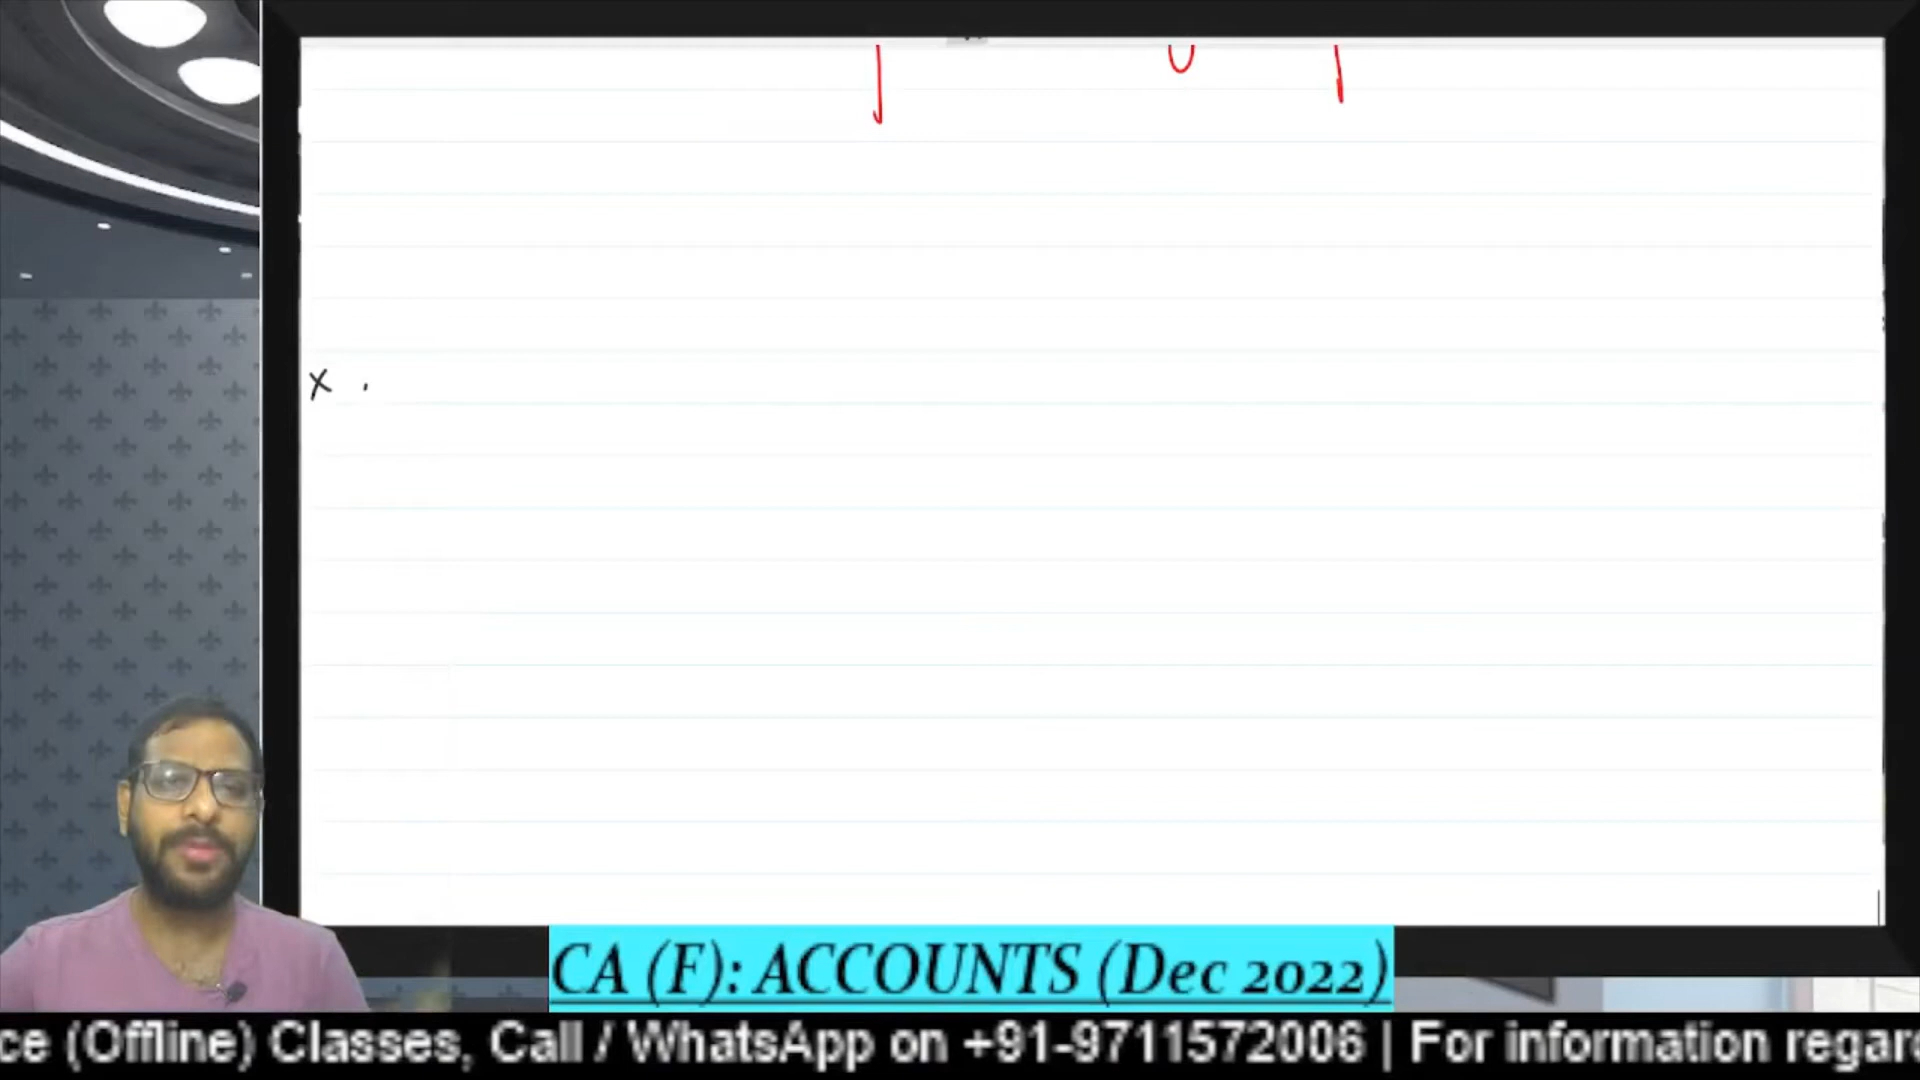 x .
CA (F): ACCOUNTS (Dec 2022)
ce (Offline) Classes, Call / WhatsApp on +91-9711572006 | For information regar